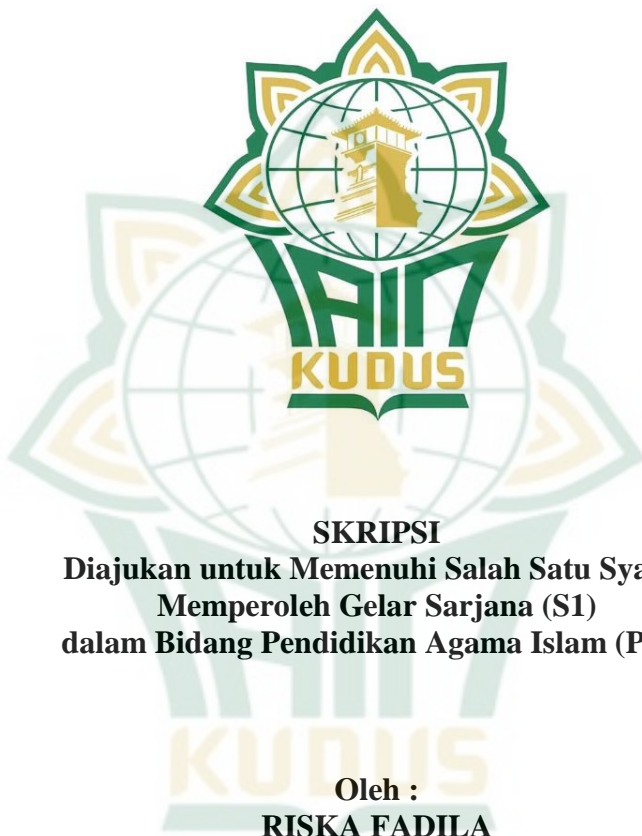 IAIN
KUDUS
SKRIPSI
Diajukan untuk Memenuhi Salah Satu
Memperoleh Gelar Sarjana (S1)
dalam Bidang Pendidikan Agama Islam
Oleh :
RISKA FADILA